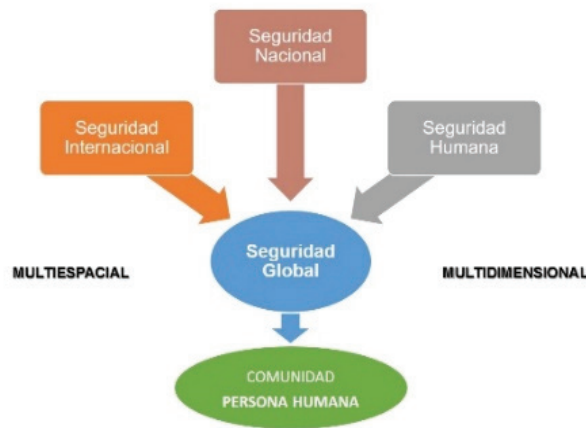 Seguridad
Nacional
Seguridad
Internacional
Seguridad
Humana
Seguridad
Global
MULTIESPACIAL
MULTIDIMENSIONAL
COMUNIDAD
PERSONA HUMANA